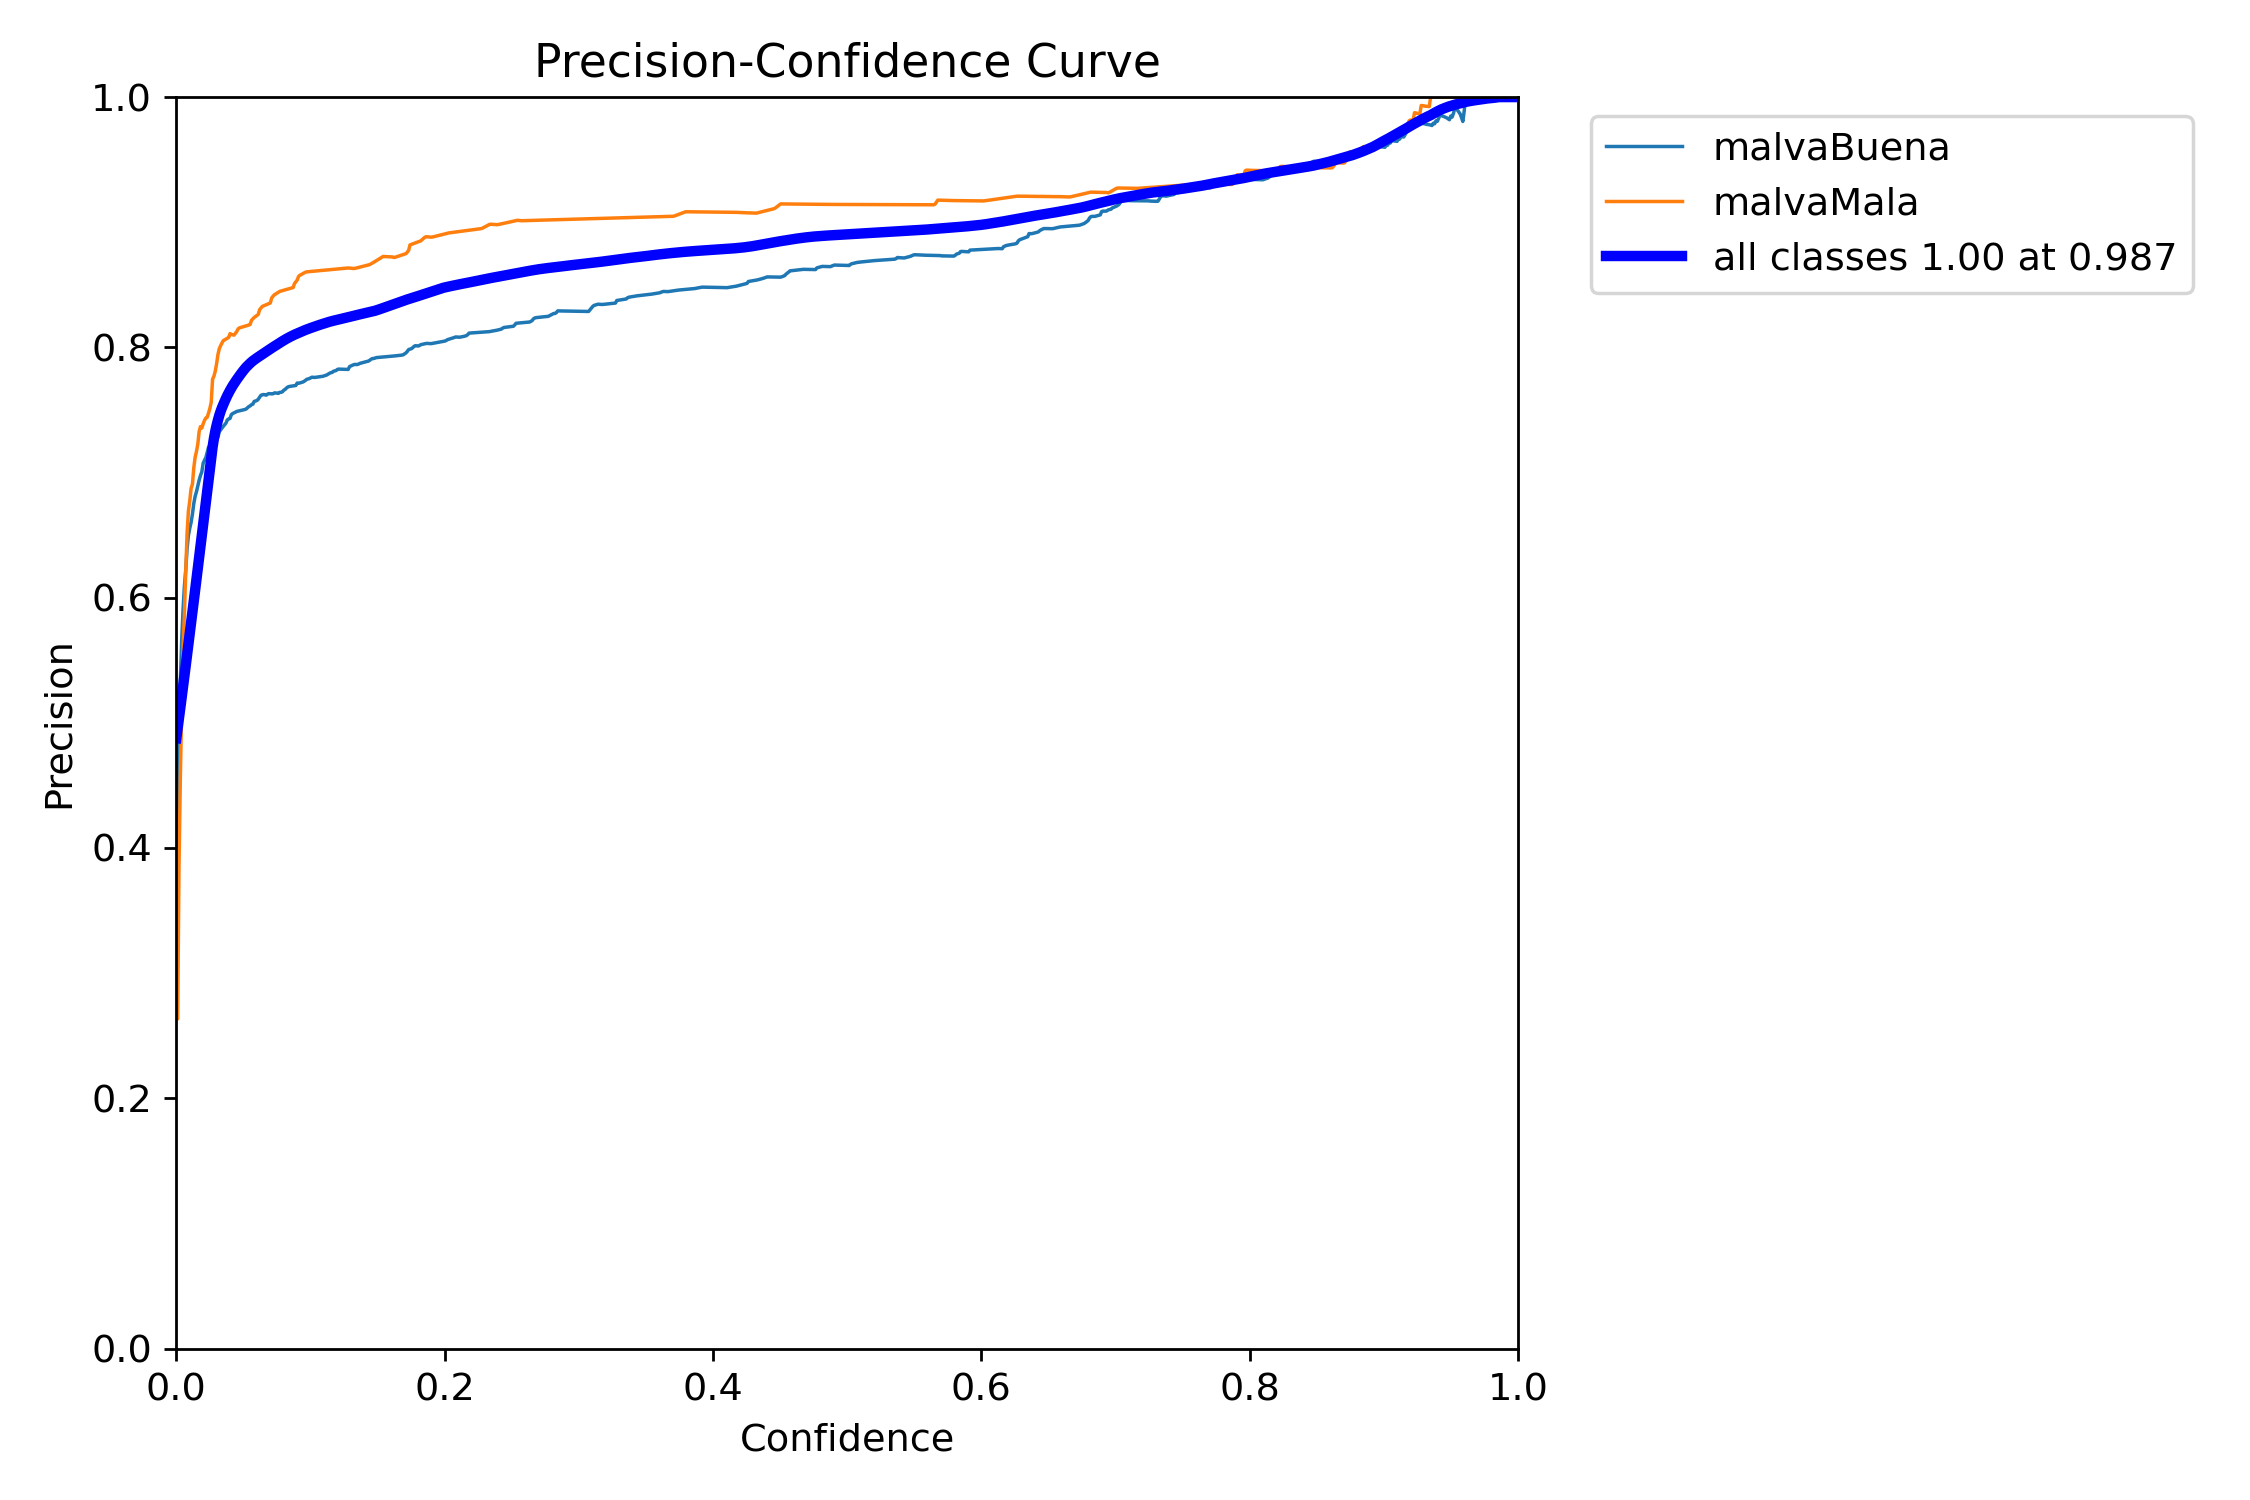 Precision-Confidence Curve
1.0
0.8
0.6
0.4
0.2
0.0
Precision
0.0 0.2 0.4 0.6 0.8 1.0
Confidence
malvaBuena
malvaMala
all classes 1.00 at 0.987